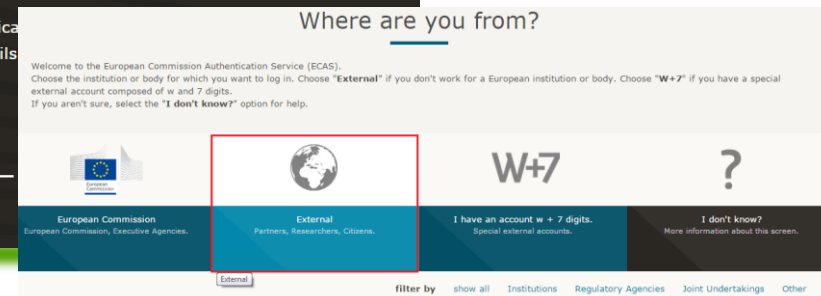 ica
ils
Where are you from?
Welcome to the European Commission Authentication Service (ECAS).
Choose the institution or body for which you want to log in. Choose "External" if you don't work for a European institution or body. Choose "W+7" if you have a special
external account composed of w and 7
digits.
If you aren't sure, select the "I don't know?" option for help.
European
Commission
W+7
?
European Commission
European Commission, Executive Agencies.
External
Partners, Researchers, Citizens.
I have an account w + 7 digits.
Special external accounts.
I don't know?
More information about this screen.
External
filter by show all Institutions Regulatory Agencies Joint Undertakings Other